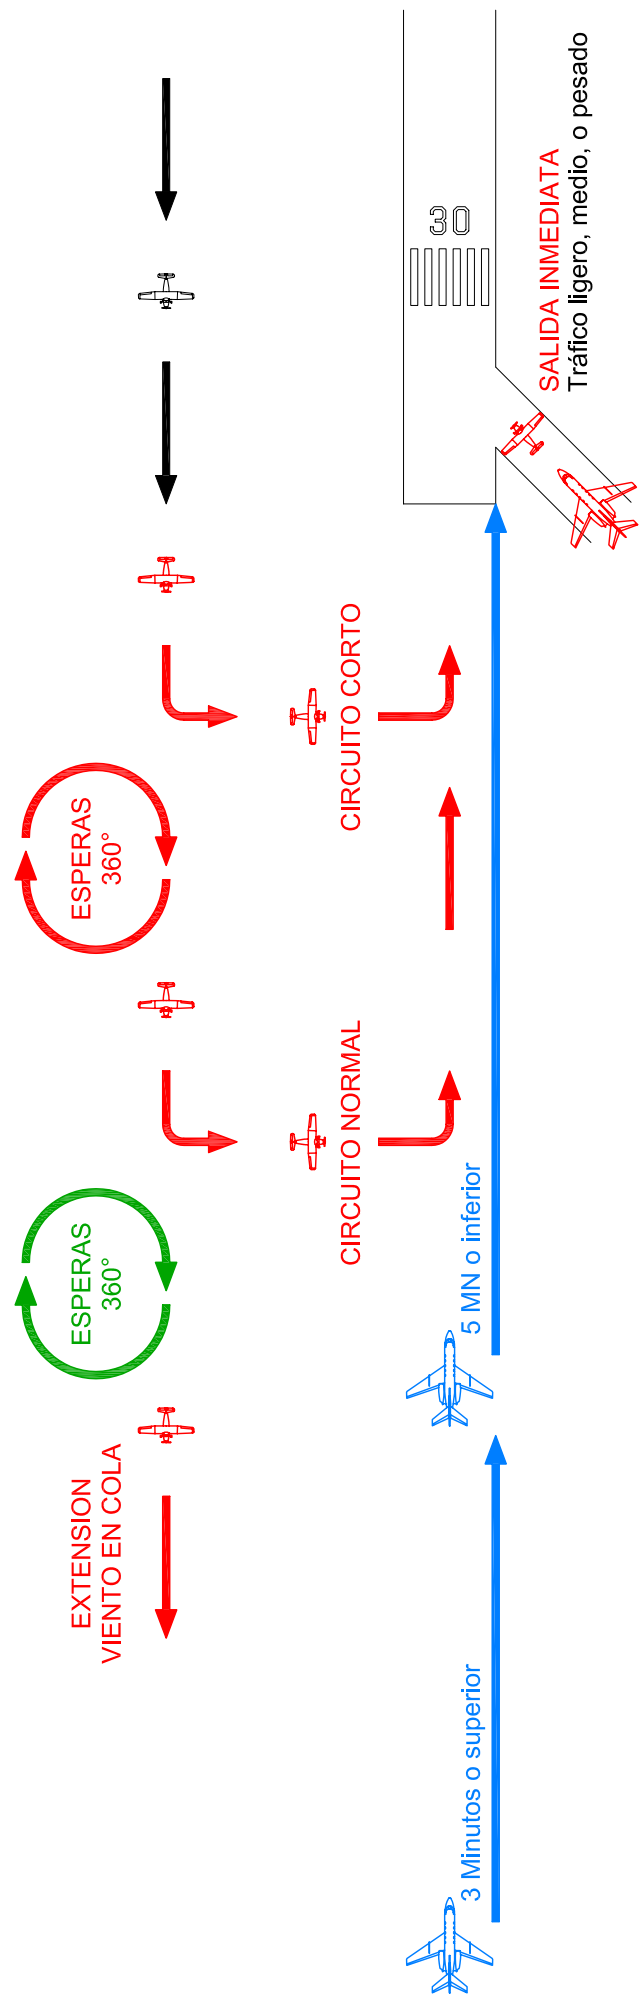 30
SALIDA INMEDIATA
Tráfico ligero, medio, o pesado
CIRCUITO CORTO
ESPERAS
360°
CIRCUITO NORMAL
ESPERAS
360°
5 MN o inferior
EXTENSION
VIENTO EN COLA
3 Minutos o superior